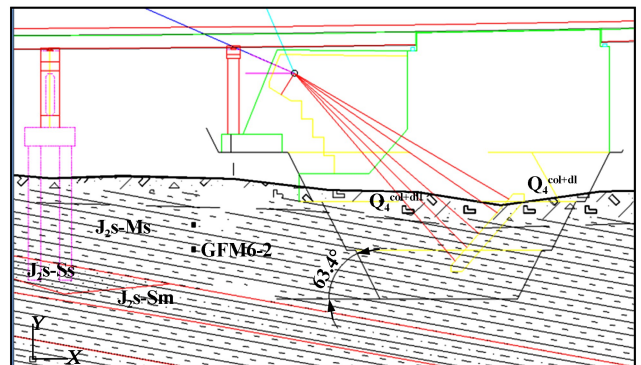 Q₄ᶜᵒˡ⁺ᵈˡ
Q₄ᶜᵒˡ⁺ᵈˡ
J₂s-Ms
GFM6-2
63.4°
J₂s-Ss
J₂s-Sm
Y
X